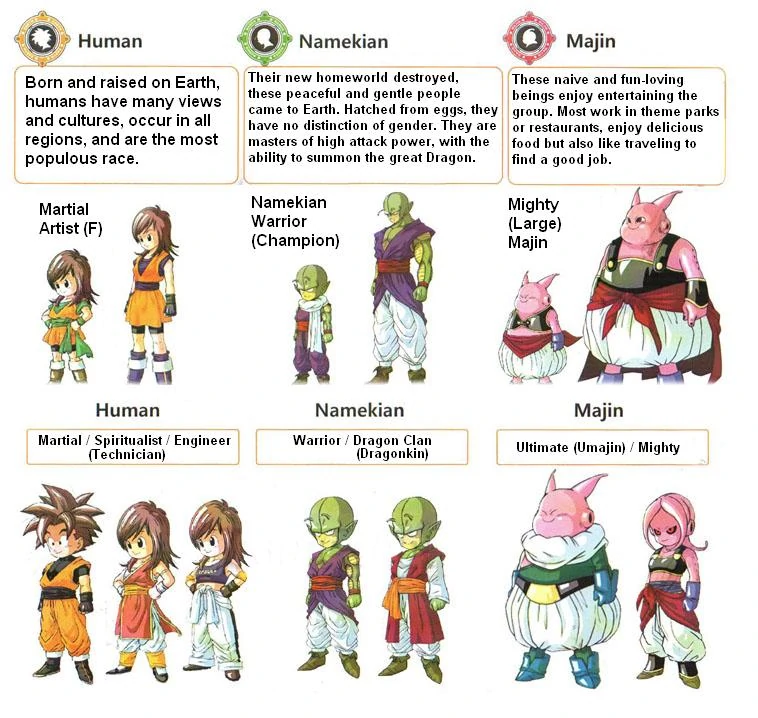 Human
Born and raised on Earth,
humans have many views
and cultures, occur in all
regions, and are the most
populous race.
Namekian
Their new homeworld destroyed,
these peaceful and gentle people
came to Earth. Hatched from eggs, they
have no distinction of gender. They are
masters of high attack power, with the
ability to summon the great Dragon.
Majin
These naive and fun-loving
beings enjoy entertaining the
group. Most work in theme parks
or restaurants, enjoy delicious
food but also like traveling to
find a good job.
Martial
Artist (F)
Namekian
Warrior
(Champion)
Mighty
(Large)
Majin
Human
Martial / Spiritualist / Engineer
(Technician)
Namekian
Warrior / Dragon Clan
(Dragonkin)
Majin
Ultimate (Umajin) / Mighty